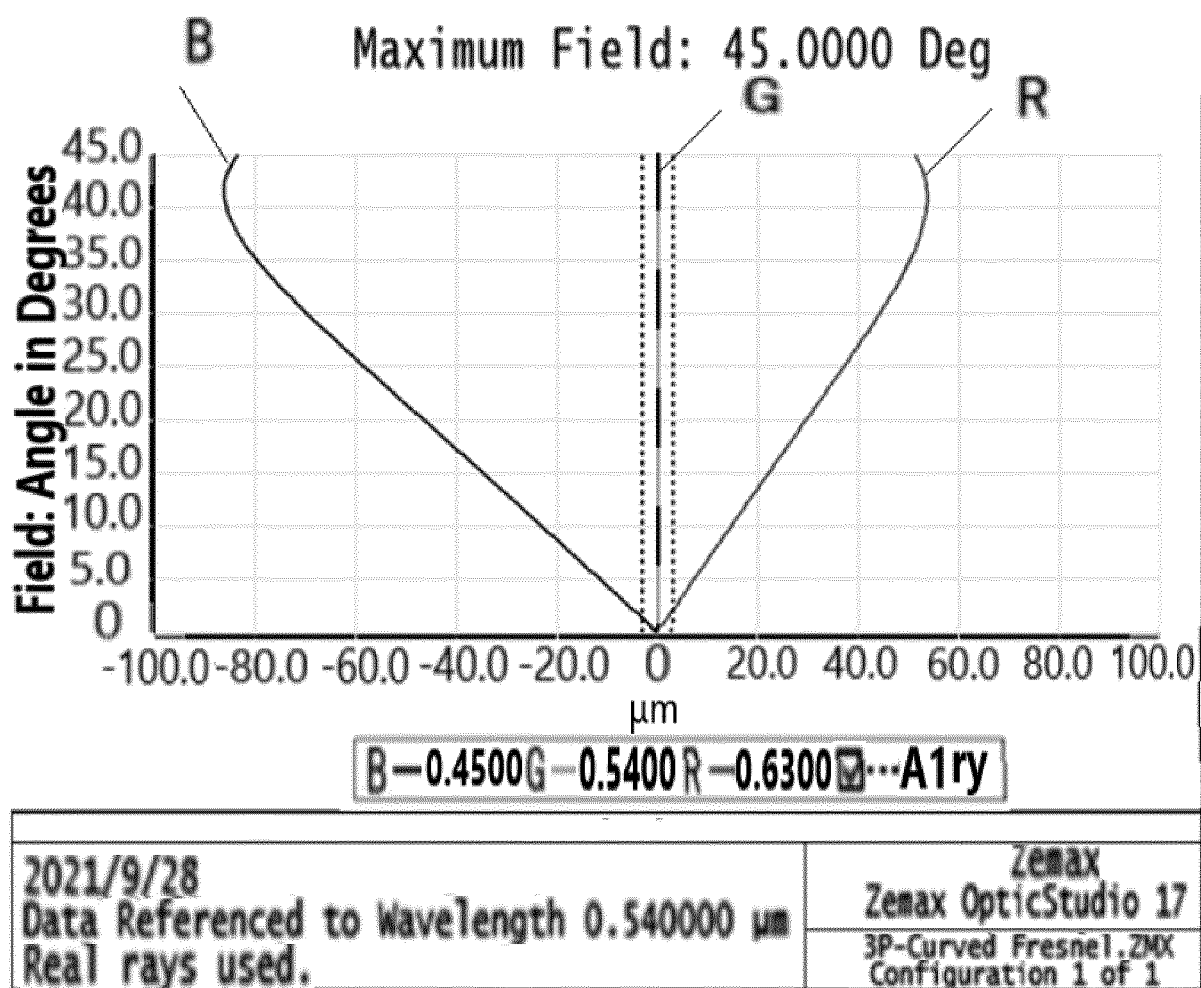 B
Maximum Field: 45.0000 Deg
G
R
Field: Angle in Degrees
45.0
40.0
35.0
30.0
25.0
20.0
15.0
10.0
5.0
0
-100.0 -80.0 -60.0 -40.0 -20.0 0 20.0 40.0 60.0 80.0 100.0
µm
B—0.4500 G—0.5400 R—0.6300 ☑···A1ry
2021/9/28
Data Referenced to Wavelength 0.540000 µm
Real rays used.
Zemax
Zemax OpticStudio 17
3P-Curved Fresnel.ZMX
Configuration 1 of 1